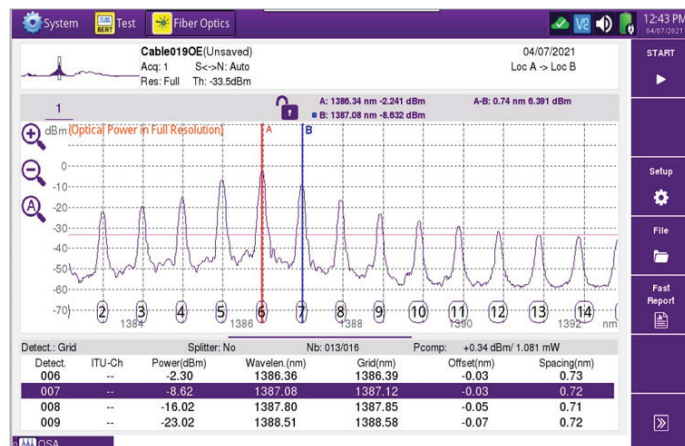 System
BERT
Test
Fiber Optics
12:43 PM
04/07/2021
Cable019OE(Unsaved)
04/07/2021
Acq: 1 S<->N: Auto
Loc A -> Loc B
Res: Full Th: -33.5dBm
START
1
A: 1386.34 nm -2.241 dBm
A-B: 0.74 nm 6.391 dBm
B: 1387.08 nm -8.632 dBm
dBm (Optical Power in Full Resolution)
A
B
0
-10
-20
-30
-40
-50
-60
-70
A
2 3 4 5 6 7 8 9 10 11 12 13 14
1384 1386 1388 1390 1392 nm
Setup
File
Fast
Report
Detect.: Grid Splitter: No Nb: 013/016 Pcomp: +0.34 dBm/ 1.081 mW
Detect. ITU-Ch Power(dBm) Wavelen.(nm) Grid(nm) Offset(nm) Spacing(nm)
006 -- -2.30 1386.36 1386.39 -0.03 0.73
007 -- -8.62 1387.08 1387.12 -0.03 0.72
008 -- -16.02 1387.80 1387.85 -0.05 0.71
009 -- -23.02 1388.51 1388.58 -0.07 0.72
OSA